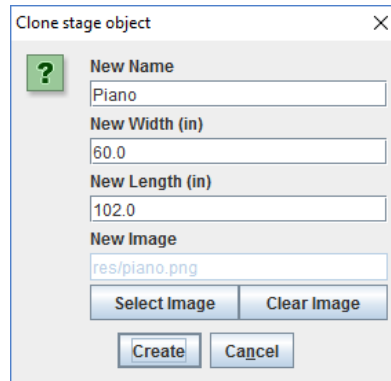 Clone stage object
?
New Name
Piano
New Width (in)
60.0
New Length (in)
102.0
New Image
res/piano.png
Select Image Clear Image
Create Cancel